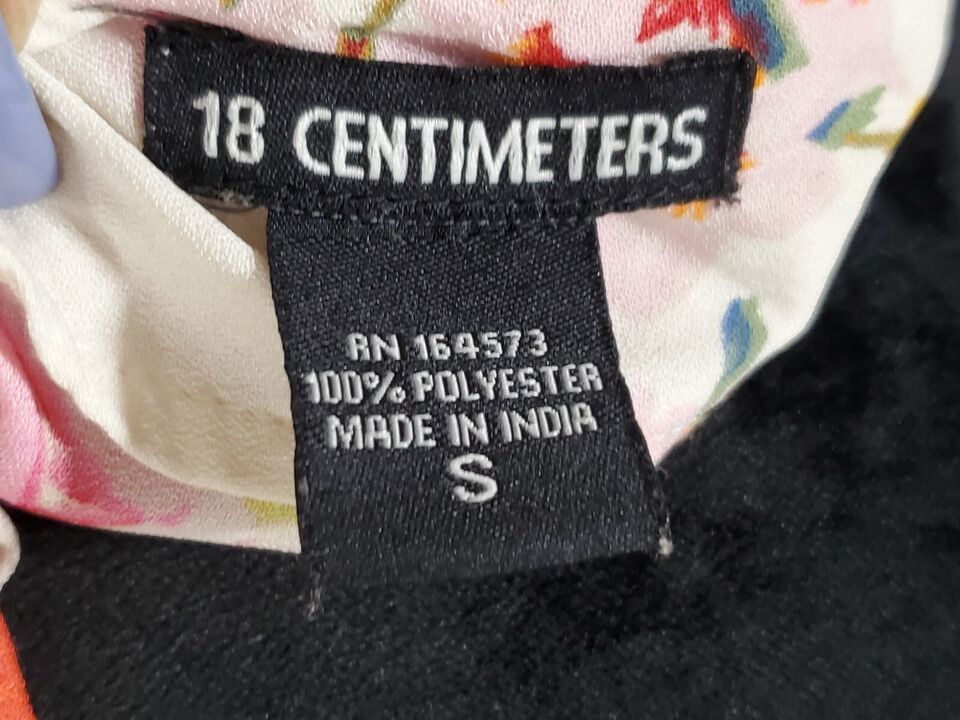 18 CENTIMETERS
RN 164573
100% POLYESTER
MADE IN INDIA
S